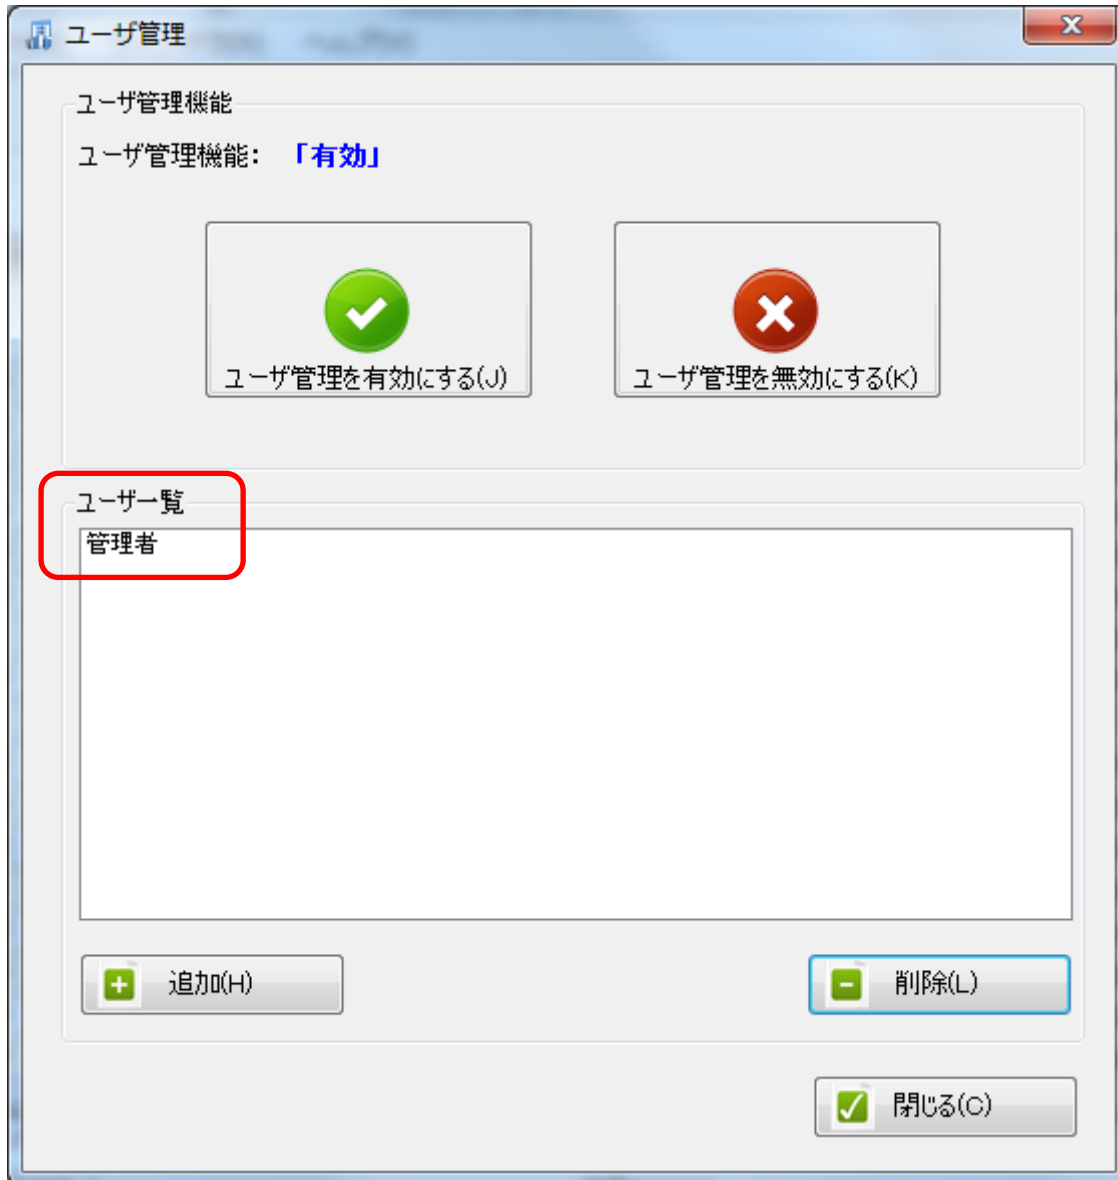 ユーザ管理
ユーザ管理機能
ユーザ管理機能： 「有効」
ユーザ管理を有効にする(J)
ユーザ管理を無効にする(K)
ユーザ一覧
管理者
追加(H)
削除(L)
閉じる(C)